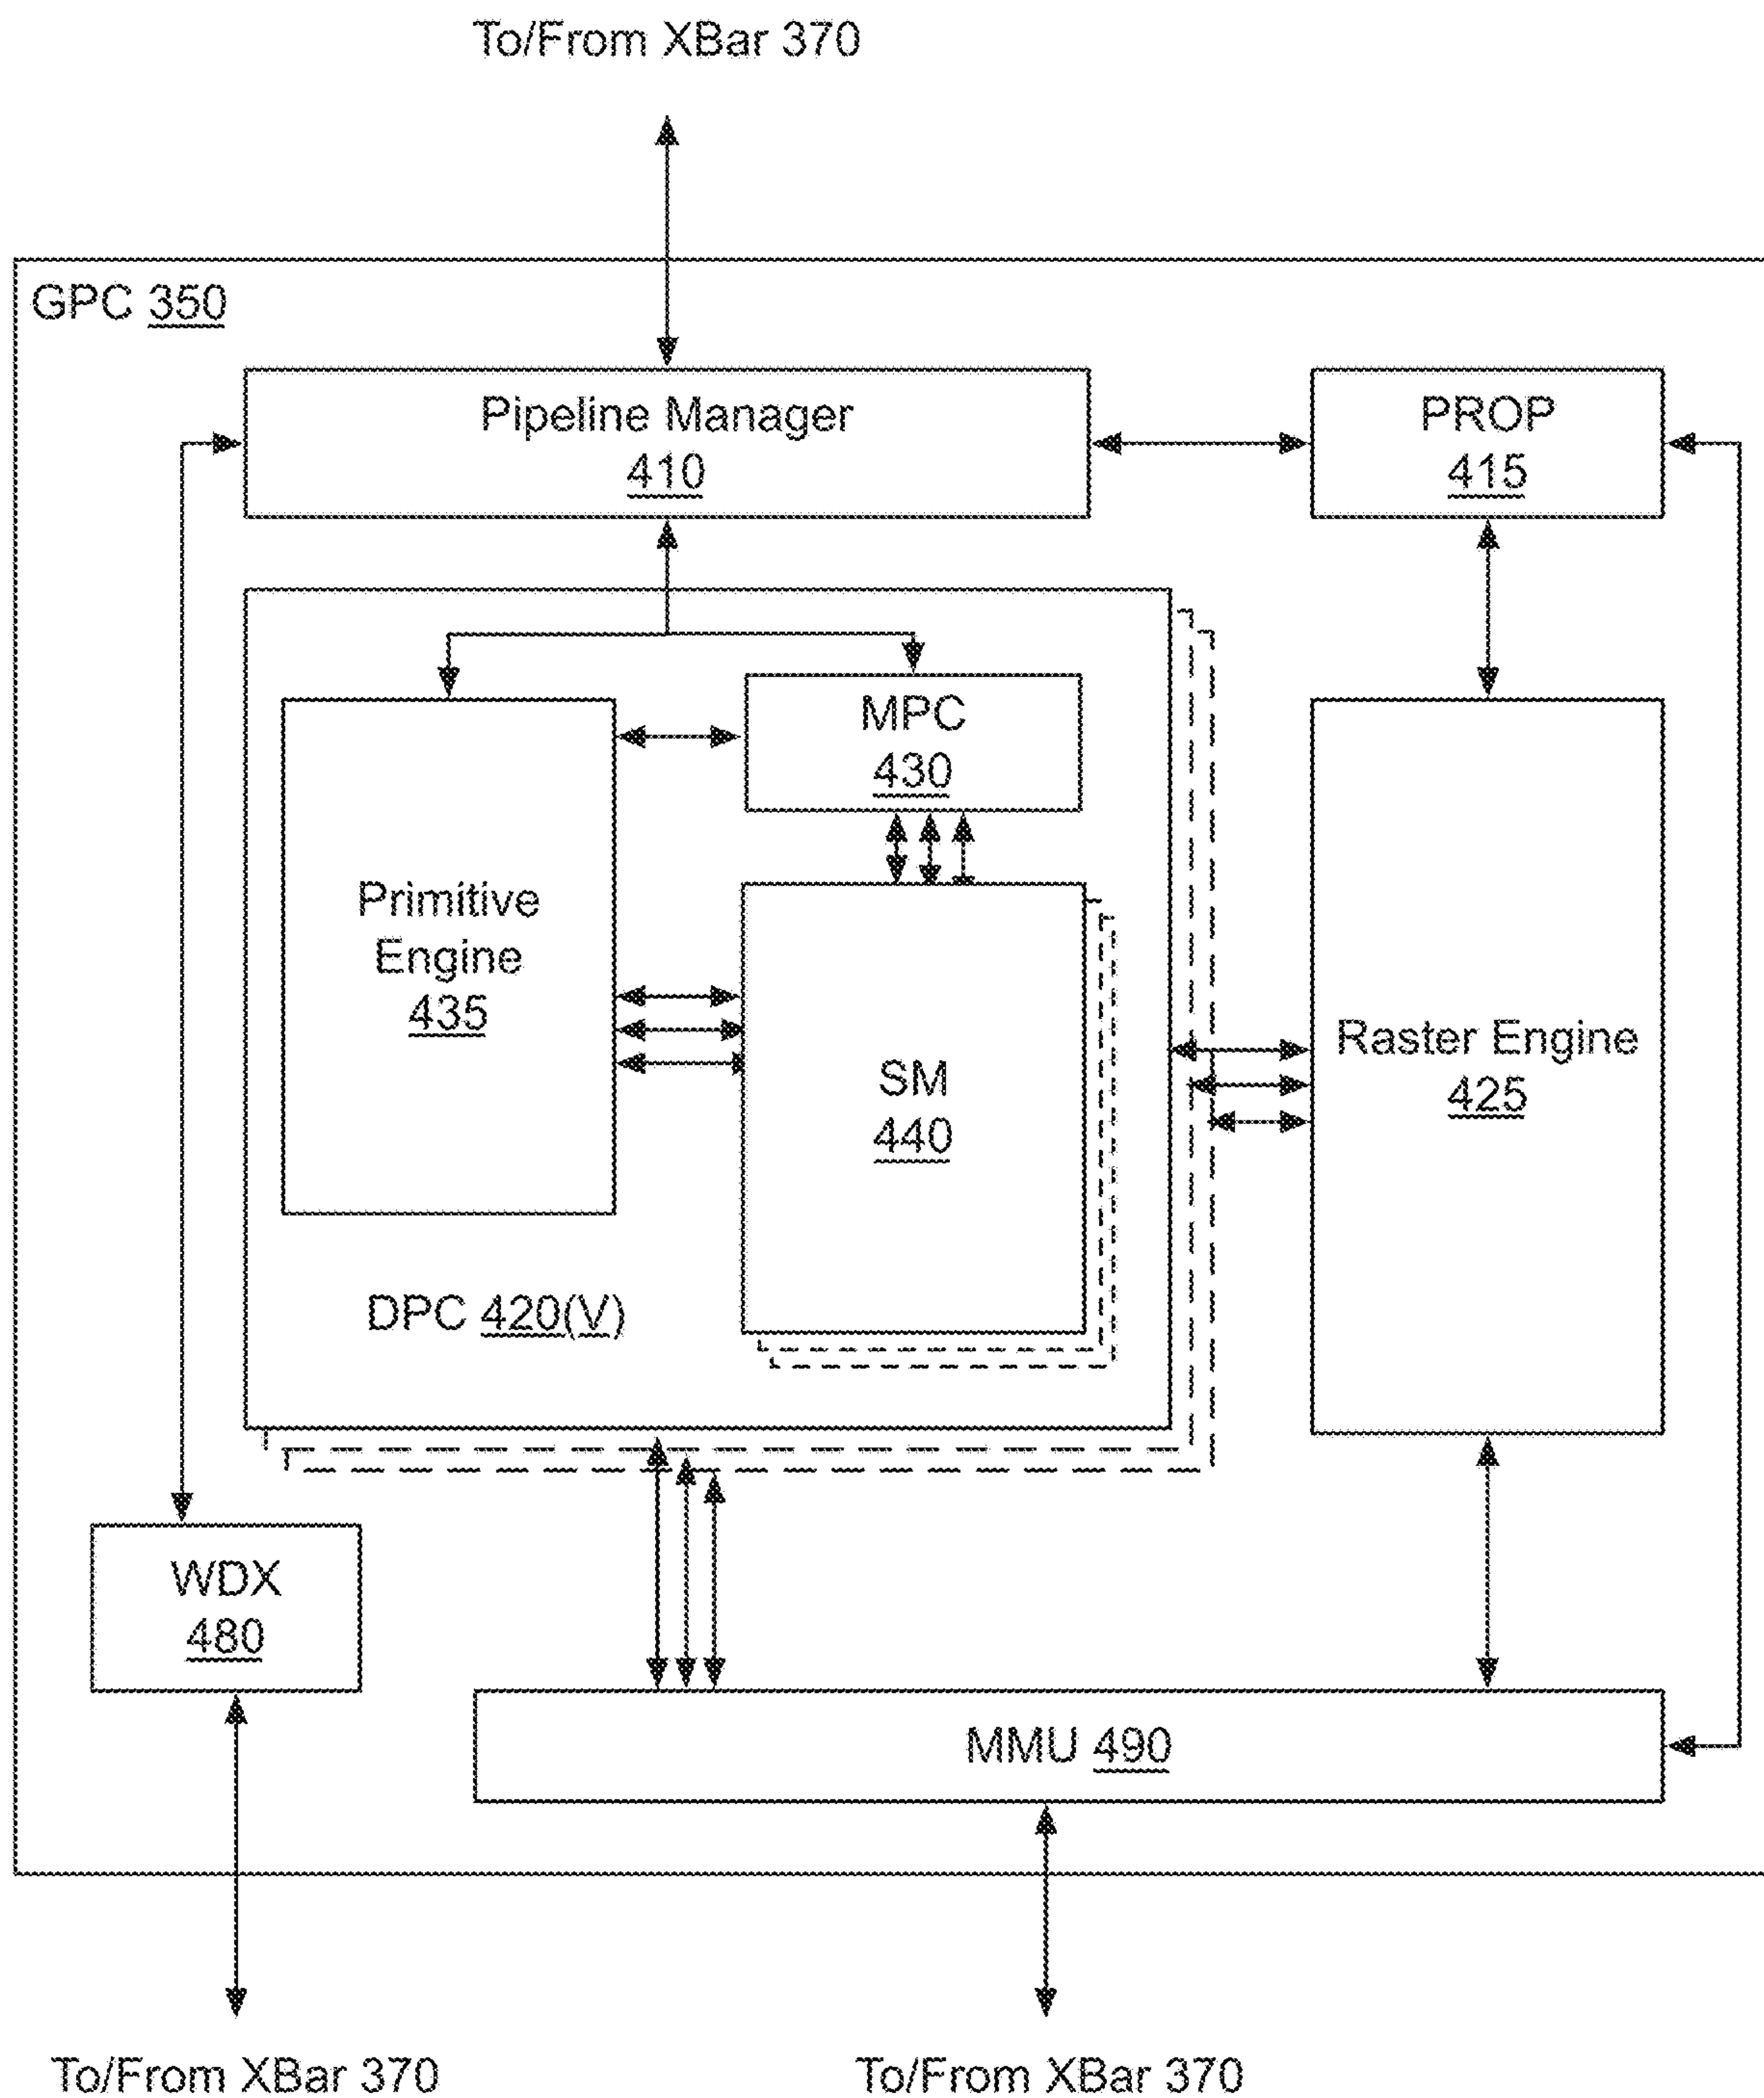 To/From XBar 370
GPC 350
Pipeline Manager
410
PROP
415
MPC
430
Primitive
Engine
435
SM
440
Raster Engine
425
DPC 420(V)
WDX
480
MMU 490
To/From XBar 370
To/From XBar 370